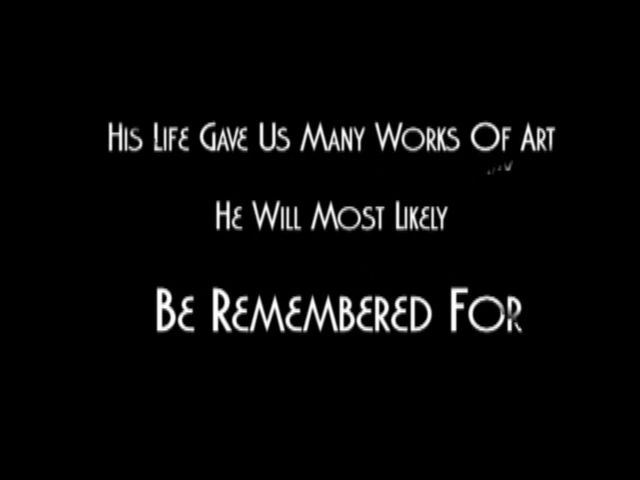 His Life Gave Us Many Works Of Art
He Will Most Likely
Be Remembered For